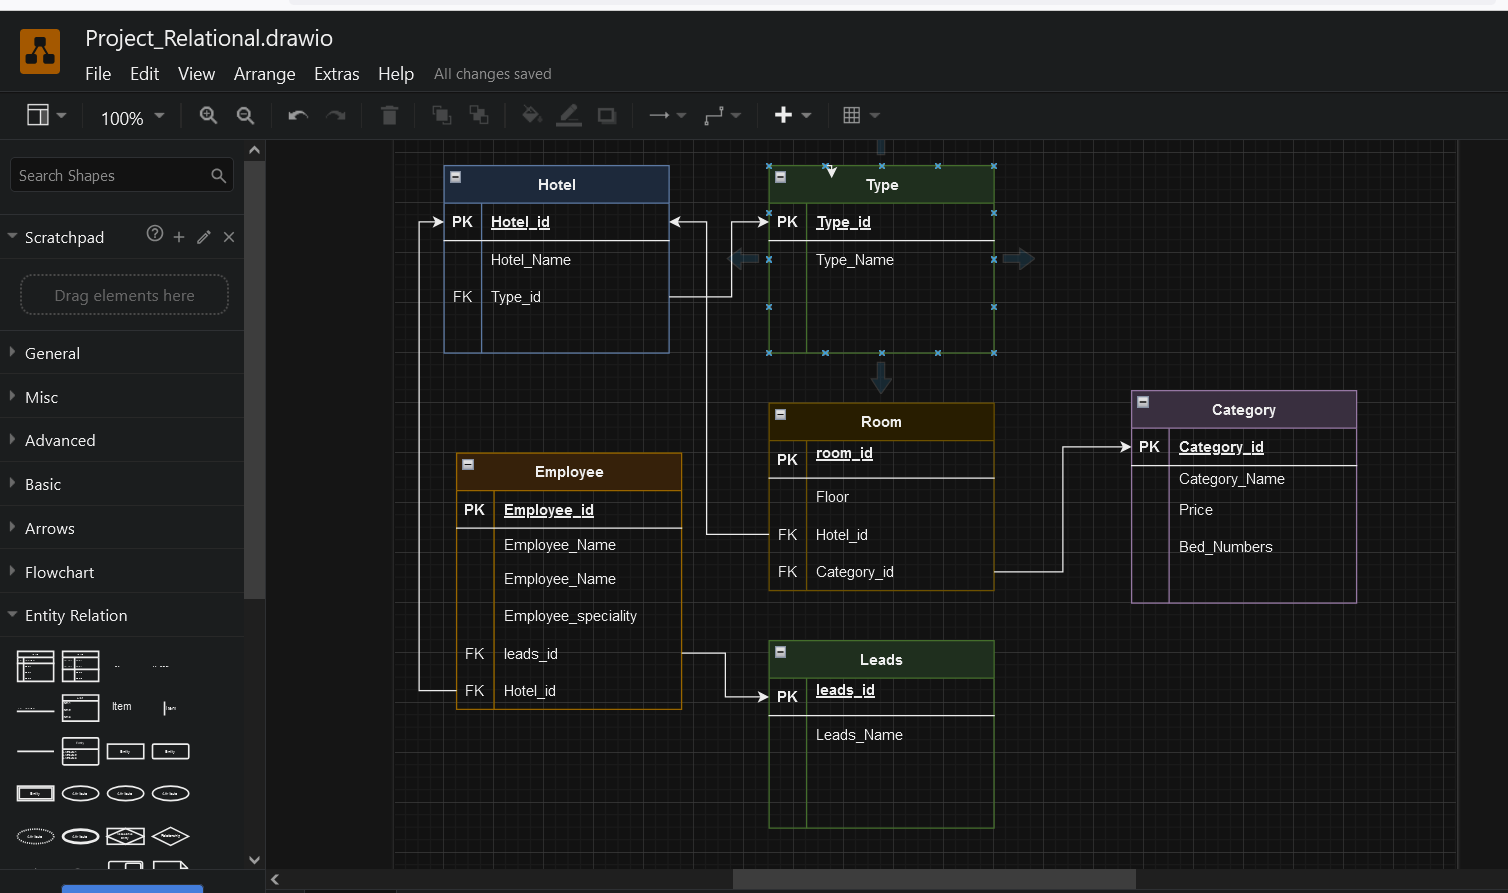 Project_Relational.drawio
File Edit View Arrange Extras Help All changes saved
100%
Search Shapes
Scratchpad
Drag elements here
General
Misc
Advanced
Basic
Arrows
Flowchart
Entity Relation
Item
Hotel
PK Hotel_id
Hotel_Name
FK Type_id
Type
PK Type_id
Type_Name
Employee
PK Employee_id
Employee_Name
Employee_Name
Employee_speciality
FK leads_id
FK Hotel_id
Room
PK room_id
Floor
FK Hotel_id
FK Category_id
Category
PK Category_id
Category_Name
Price
Bed_Numbers
Leads
PK leads_id
Leads_Name